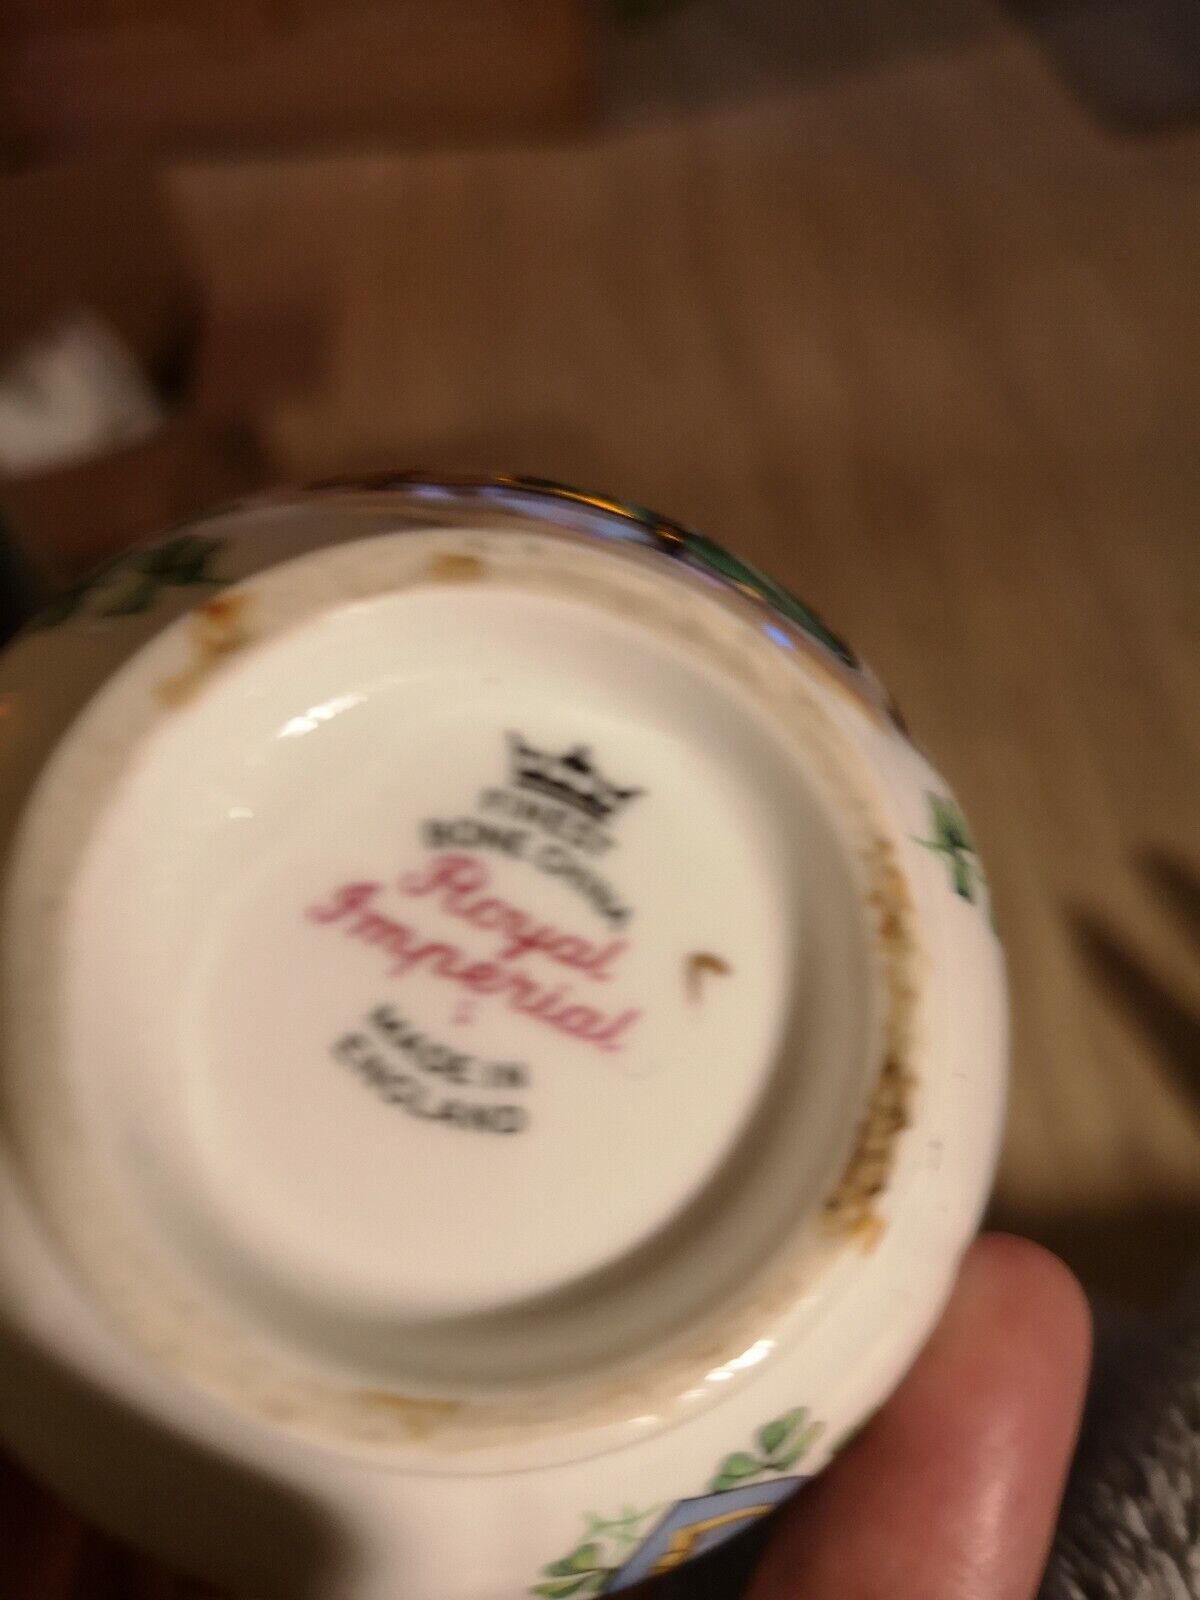 FINEST
BONE CHINA
Royal
Imperial
MADE IN
ENGLAND